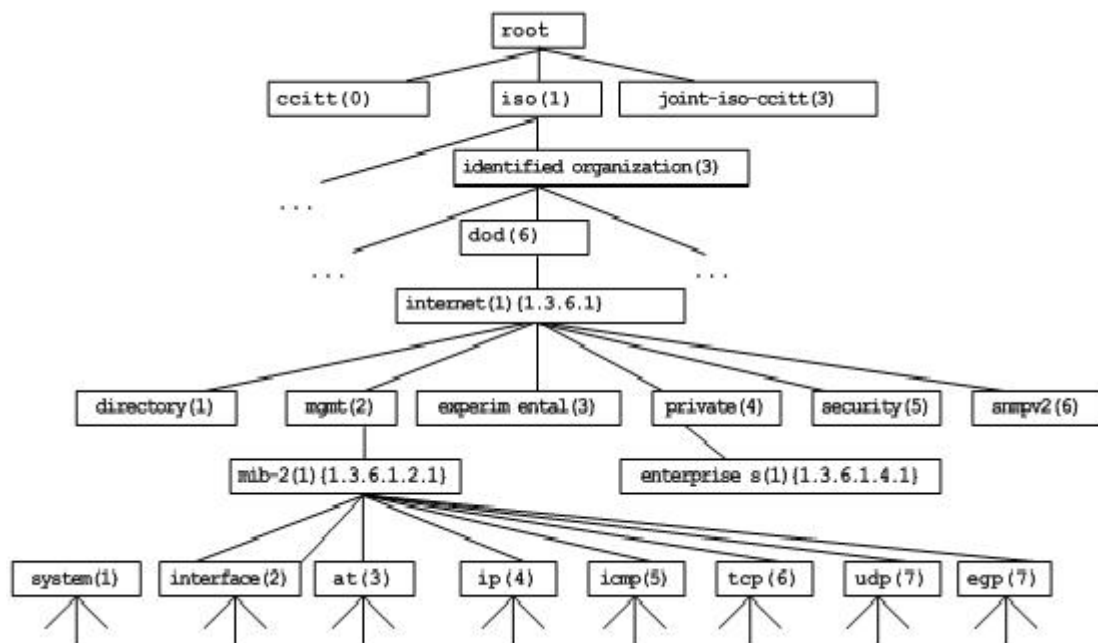 root
ccitt(0) iso(1) joint-iso-ccitt(3)
identified organization(3)
...
dod(6)
... ...
internet(1){1.3.6.1}
directory(1) mgmt(2) experim ental(3) private(4) security(5) snmpv2(6)
mib-2(1){1.3.6.1.2.1} enterprise s(1){1.3.6.1.4.1}
system(1) interface(2) at(3) ip(4) icmp(5) tcp(6) udp(7) egp(7)